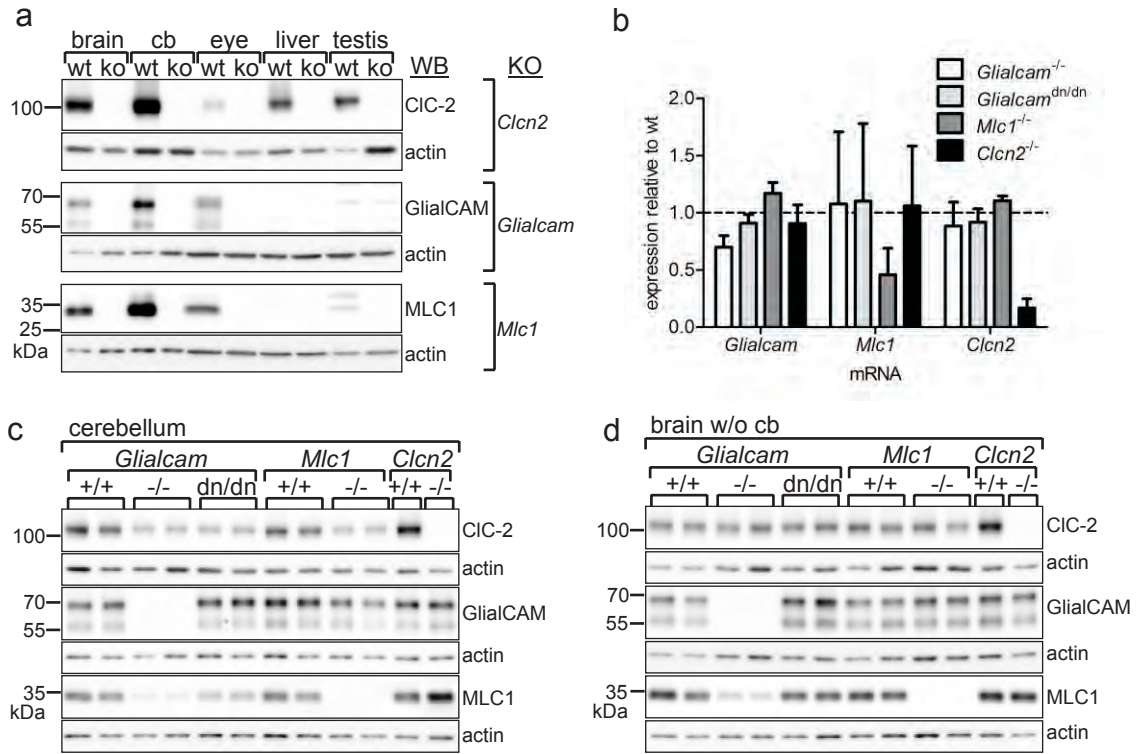 a
brain cb eye liver testis
wt ko wt ko wt ko wt ko wt ko WB KO
100 ClC-2
actin
Clcn2
70
55
GlialCAM
actin
Glialcam
35
25
kDa
MLC1
actin
Mlc1
b
Glialcam-/-
Glialcamdn/dn
Mlc1-/-
Clcn2-/-
expression relative to wt
2.0
1.5
1.0
0.5
0.0
Glialcam Mlc1 Clcn2
mRNA
c
cerebellum
Glialcam Mlc1 Clcn2
+/+ -/- dn/dn +/+ -/- +/+ -/-
100 ClC-2
actin
70
55
GlialCAM
actin
35
kDa
MLC1
actin
d
brain w/o cb
Glialcam Mlc1 Clcn2
+/+ -/- dn/dn +/+ -/- +/+ -/-
100 ClC-2
actin
70
55
GlialCAM
actin
35
kDa
MLC1
actin